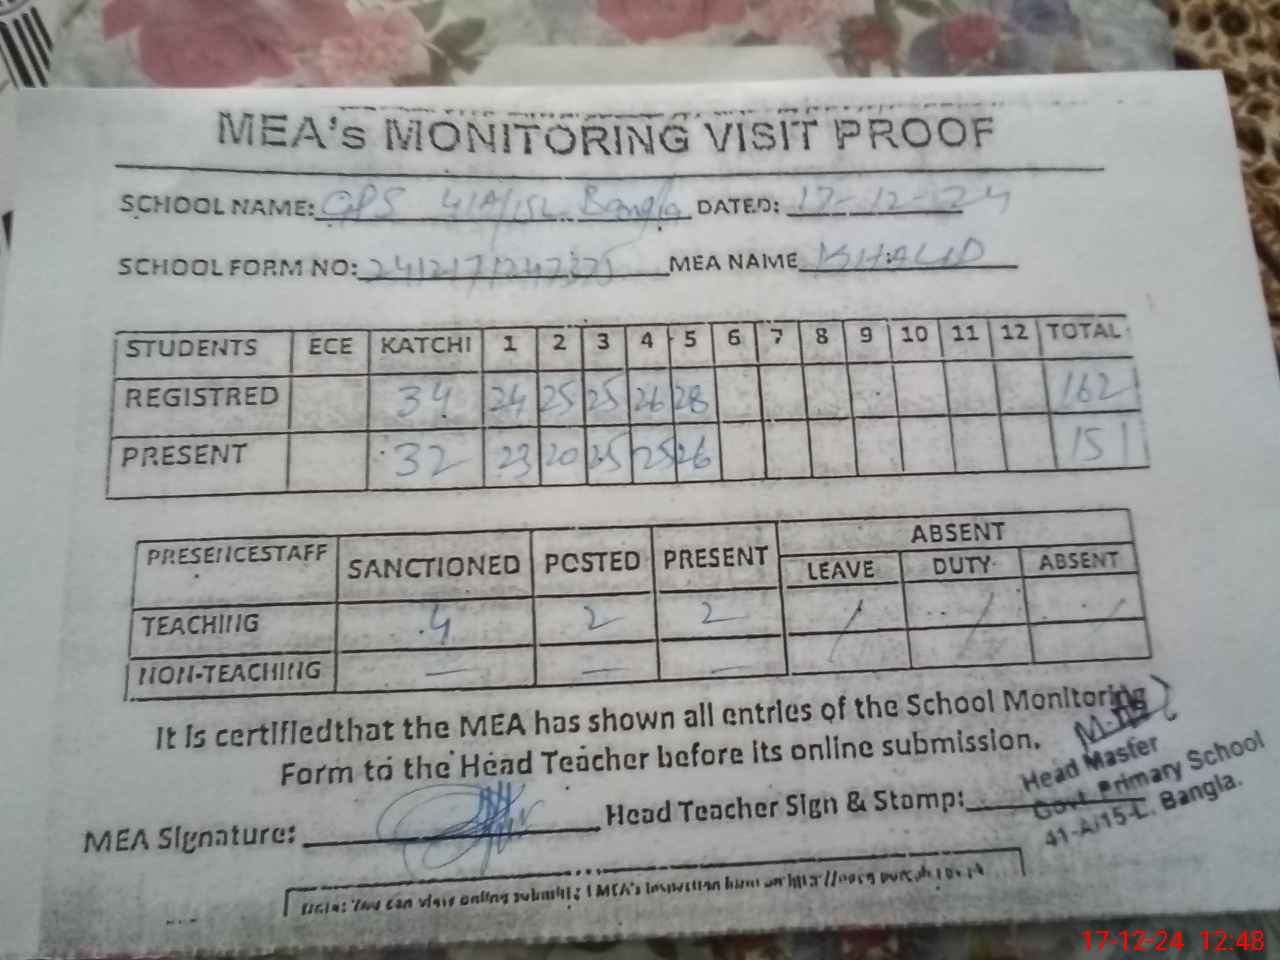 MEA's MONITORING VISIT PROOF
SCHOOL NAME: GPS 41A/15L Bangla DATED: 17-12-24
SCHOOL FORM NO: MEA NAME KHALID
STUDENTS ECE KATCHI 1 2 3 4 5 6 7 8 9 10 11 12 TOTAL
REGISTRED 34 24 25 25 26 28 162
PRESENT 32 23 20 25 25 26 151
PRESENCESTAFF SANCTIONED POSTED PRESENT ABSENT
LEAVE DUTY ABSENT
TEACHING 4 2 2 / / /
NON-TEACHING — — —
It is certifiedthat the MEA has shown all entries of the School Monitoring
Form to the Head Teacher before its online submission.
MEA Signature: Head Teacher Sign & Stamp:
Head Master
Govt. Primary School
41-A/15-L. Bangla.
You can view online
17-12-24 12:48